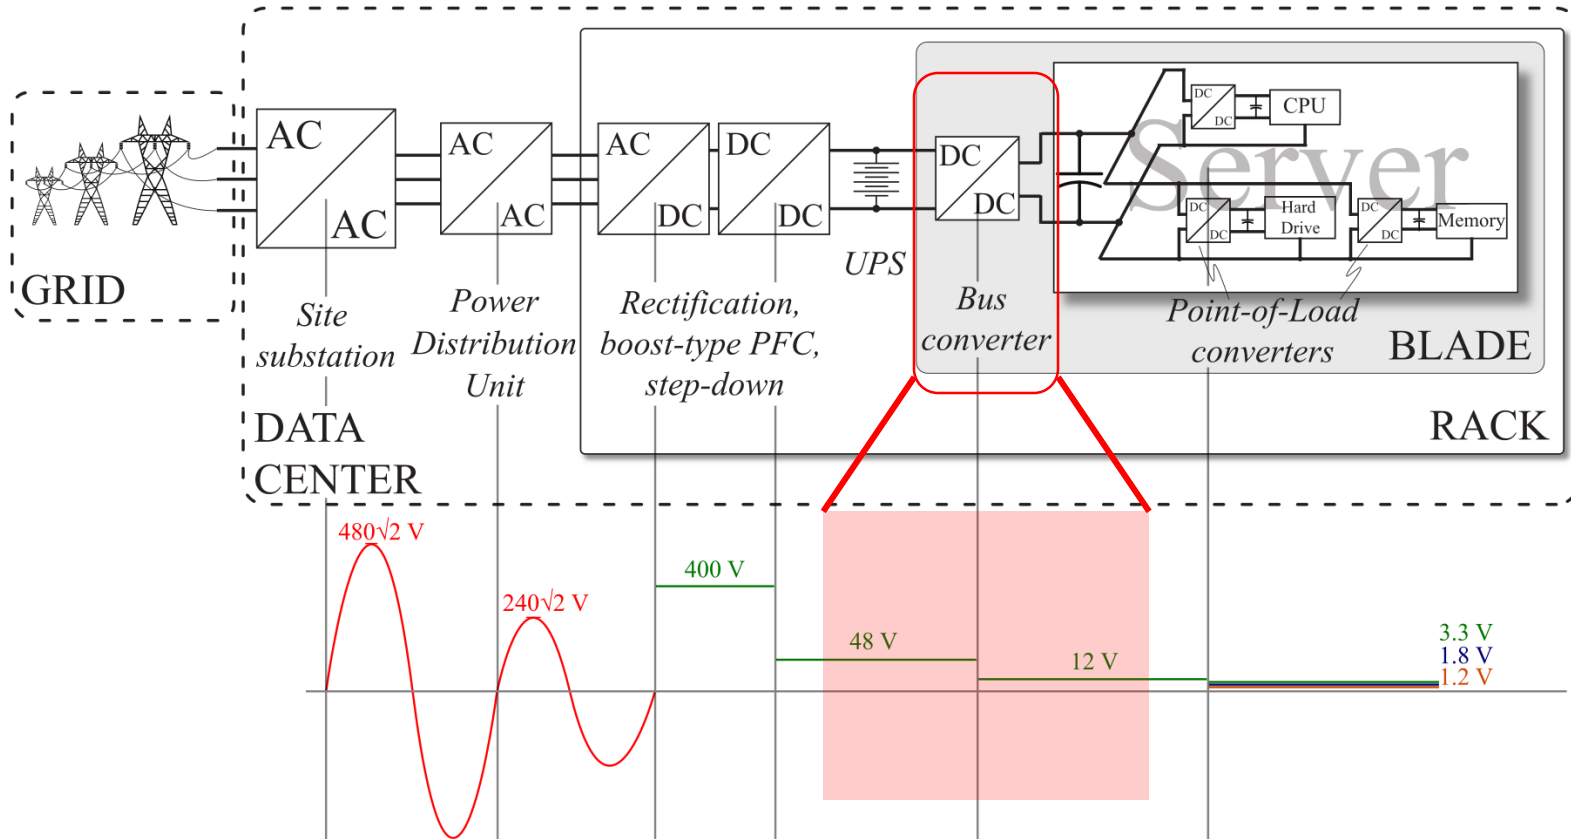 GRID
AC
AC
AC
AC
AC
DC
DC
DC
DC
DC
DC
DC
CPU
Server
DC
DC
Hard
Drive
DC
DC
Memory
UPS
Site
substation
Power
Distribution
Unit
Rectification,
boost-type PFC,
step-down
Bus
converter
Point-of-Load
converters
BLADE
RACK
DATA
CENTER
480√2 V
240√2 V
400 V
48 V
12 V
3.3 V
1.8 V
1.2 V